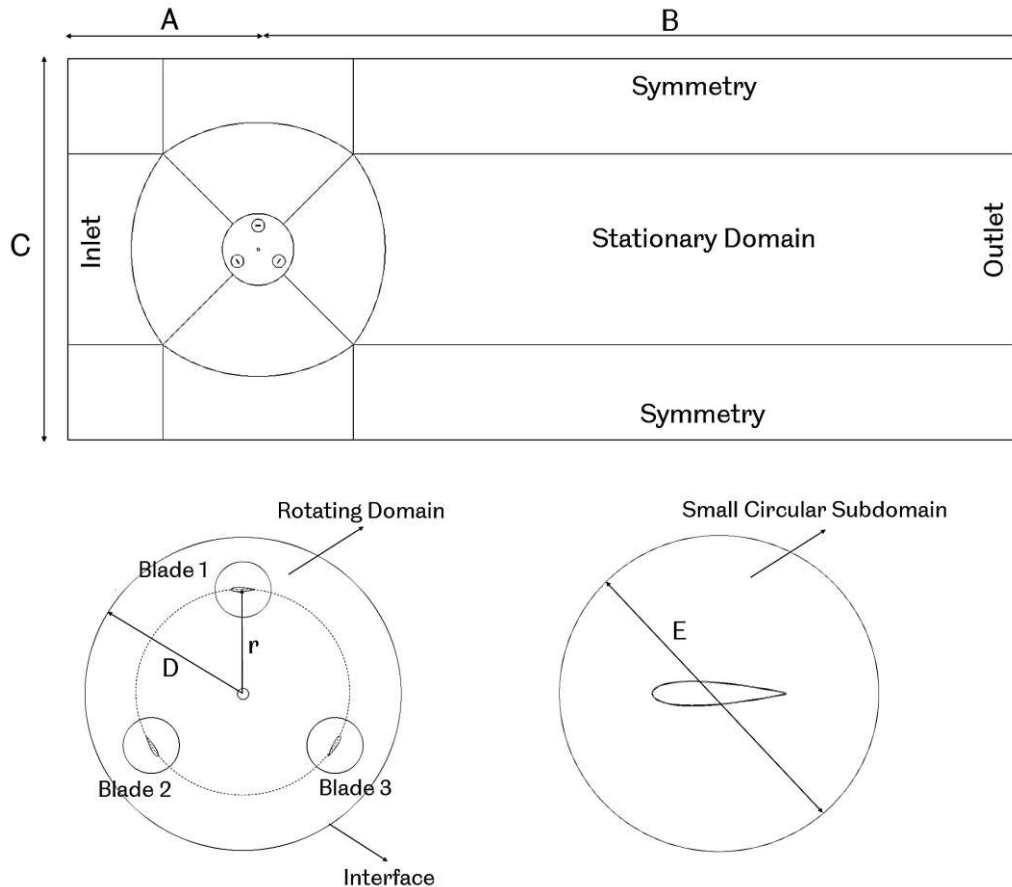 A
B
Symmetry
C
Inlet
Stationary Domain
Outlet
Symmetry
Rotating Domain
Small Circular Subdomain
Blade 1
E
r
D
Blade 2
Blade 3
Interface